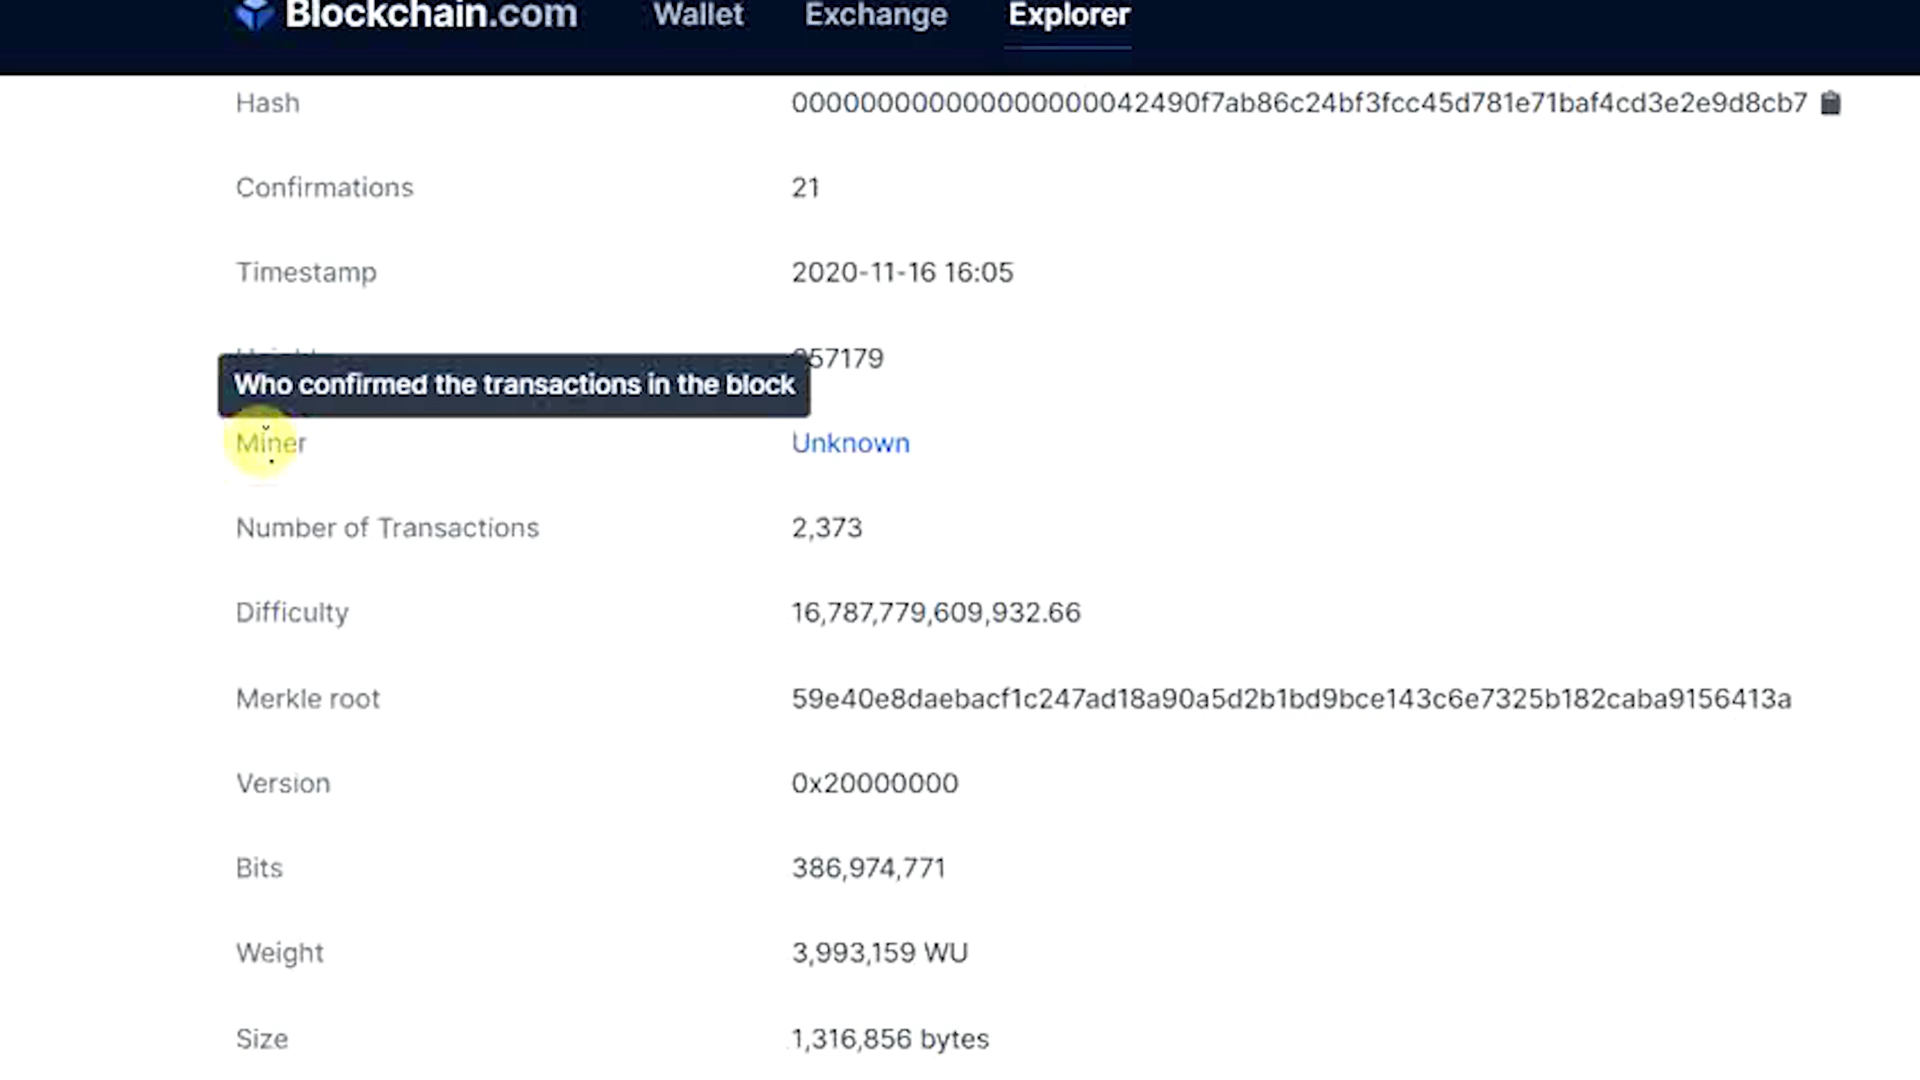 Blockchain.com Wallet Exchange Explorer
Hash 00000000000000000042490f7ab86c24bf3fcc45d781e71baf4cd3e2e9d8cb7
Confirmations 21
Timestamp 2020-11-16 16:05
57179
Who confirmed the transactions in the block
Miner Unknown
Number of Transactions 2,373
Difficulty 16,787,779,609,932.66
Merkle root 59e40e8daebacf1c247ad18a90a5d2b1bd9bce143c6e7325b182caba9156413a
Version 0x20000000
Bits 386,974,771
Weight 3,993,159 WU
Size 1,316,856 bytes